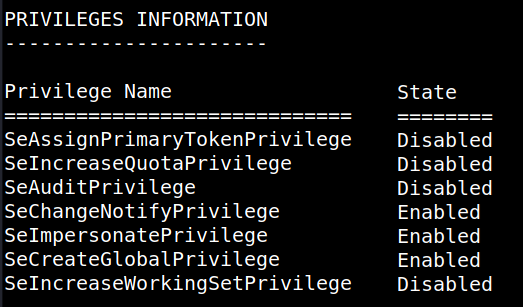 PRIVILEGES INFORMATION
----------------------
Privilege Name State
============================= ========
SeAssignPrimaryTokenPrivilege Disabled
SeIncreaseQuotaPrivilege Disabled
SeAuditPrivilege Disabled
SeChangeNotifyPrivilege Enabled
SeImpersonatePrivilege Enabled
SeCreateGlobalPrivilege Enabled
SeIncreaseWorkingSetPrivilege Disabled